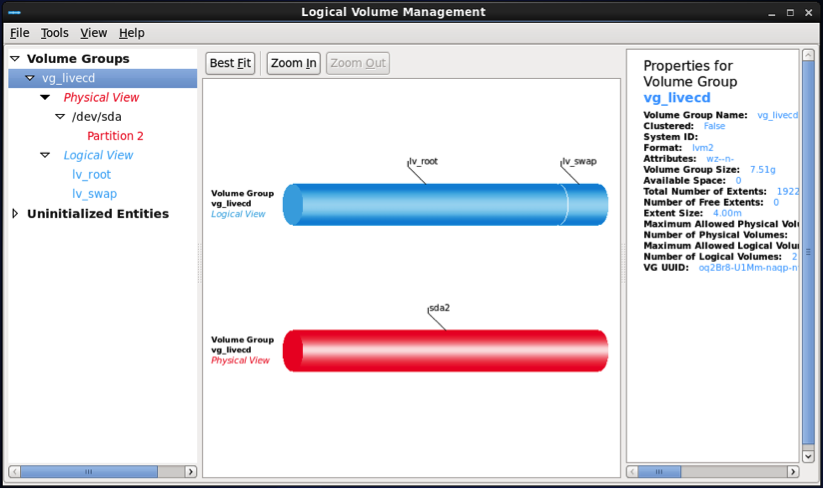 Logical Volume Management
File Tools View Help
Volume Groups
vg_livecd
Physical View
/dev/sda
Partition 2
Logical View
lv_root
lv_swap
Uninitialized Entities
Best Fit Zoom In Zoom Out
lv_root lv_swap
Volume Group
vg_livecd
Logical View
sda2
Volume Group
vg_livecd
Physical View
Properties for
Volume Group
vg_livecd
Volume Group Name: vg_livecd
Clustered: False
System ID:
Format: lvm2
Attributes: wz--n-
Volume Group Size: 7.51g
Available Space: 0
Total Number of Extents: 1922
Number of Free Extents: 0
Extent Size: 4.00m
Maximum Allowed Physical
Number of Physical Volumes:
Maximum Allowed Logical
Number of Logical Volumes: 2
VG UUID: oq2Br8-U1Mm-naqp-